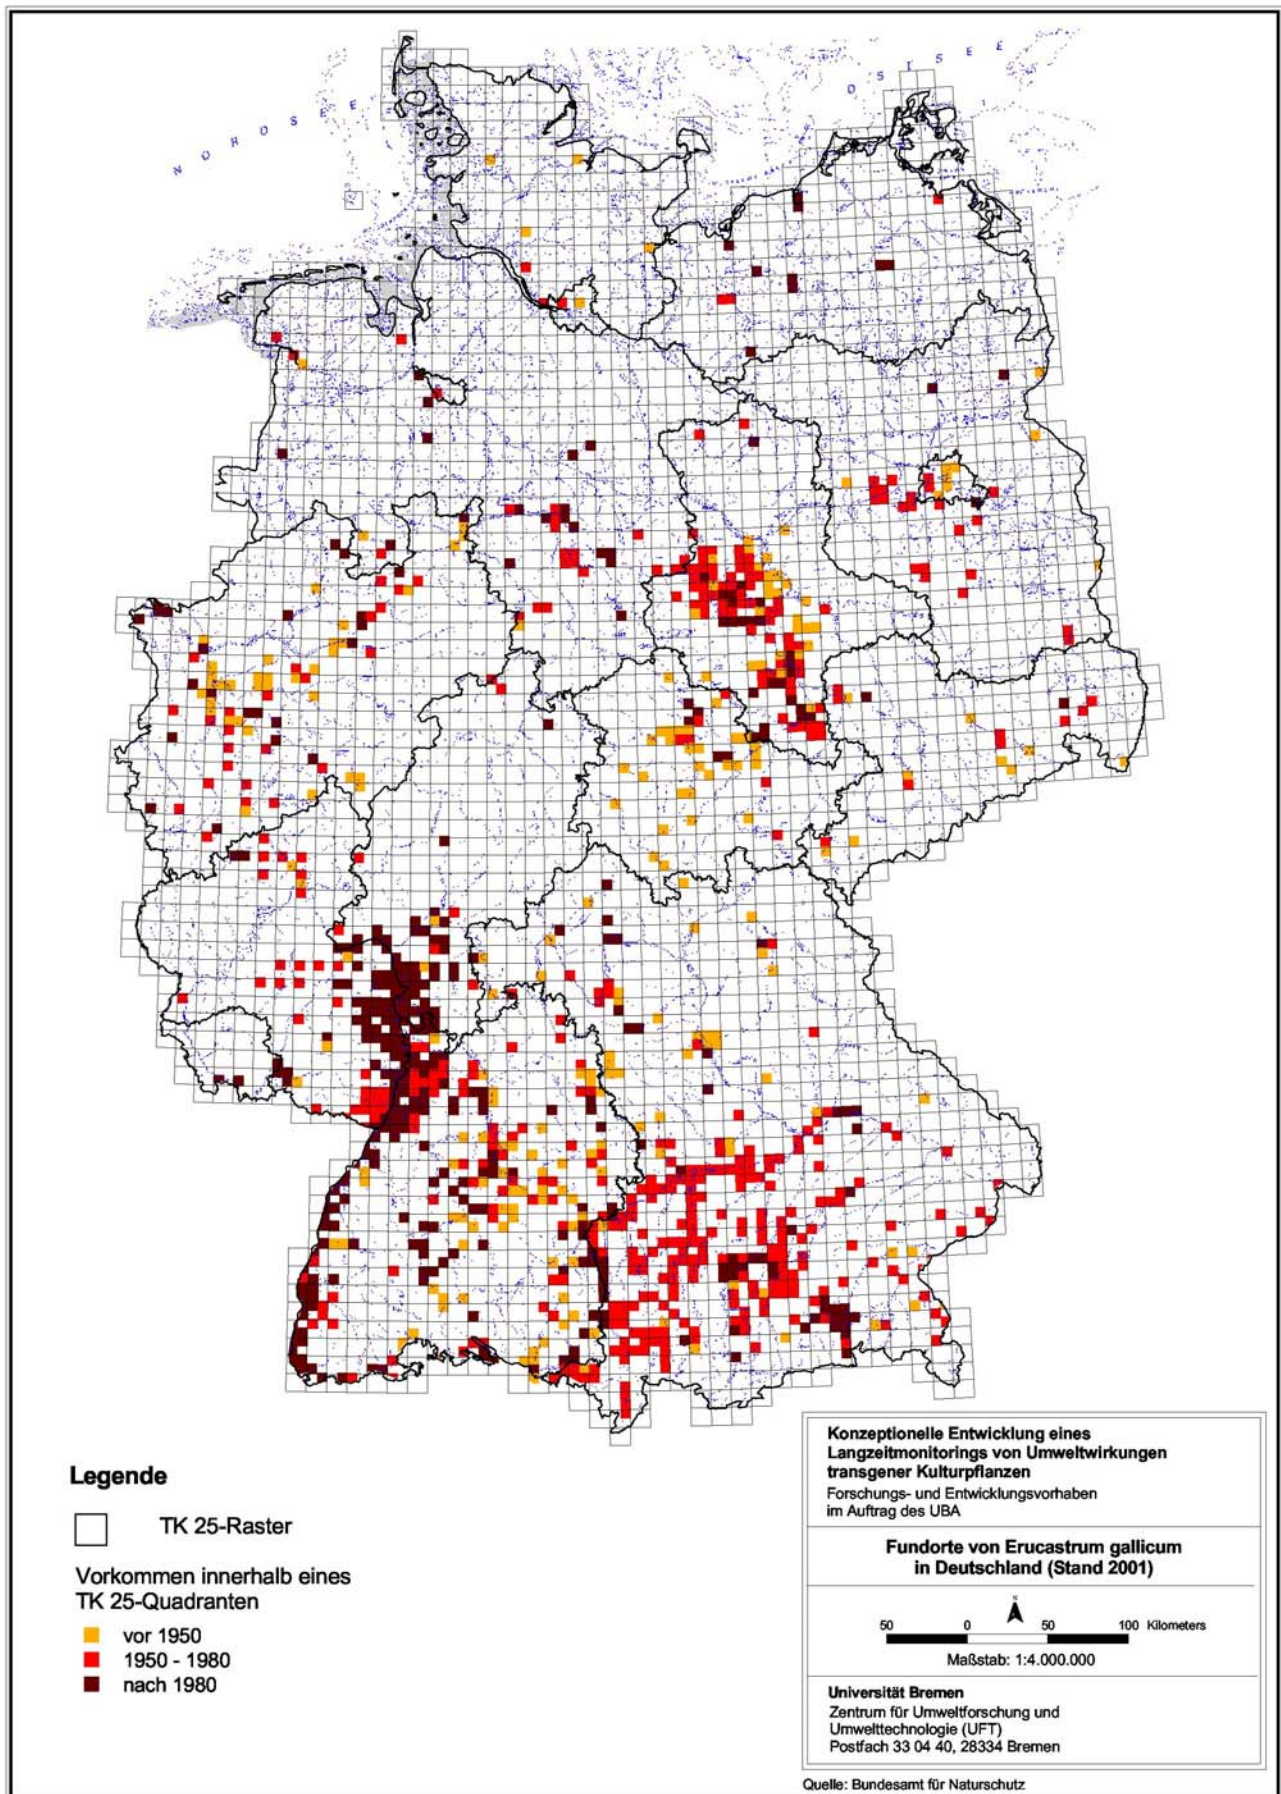 N O R D S E E
O S T S E E
Legende
TK 25-Raster
Vorkommen innerhalb eines
TK 25-Quadranten
vor 1950
1950 - 1980
nach 1980
Konzeptionelle Entwicklung eines
Langzeitmonitorings von Umweltwirkungen
transgener Kulturpflanzen
Forschungs- und Entwicklungsvorhaben
im Auftrag des UBA
Fundorte von Erucastrum gallicum
in Deutschland (Stand 2001)
N
50 0 50 100 Kilometers
Maßstab: 1:4.000.000
Universität Bremen
Zentrum für Umweltforschung und
Umwelttechnologie (UFT)
Postfach 33 04 40, 28334 Bremen
Quelle: Bundesamt für Naturschutz